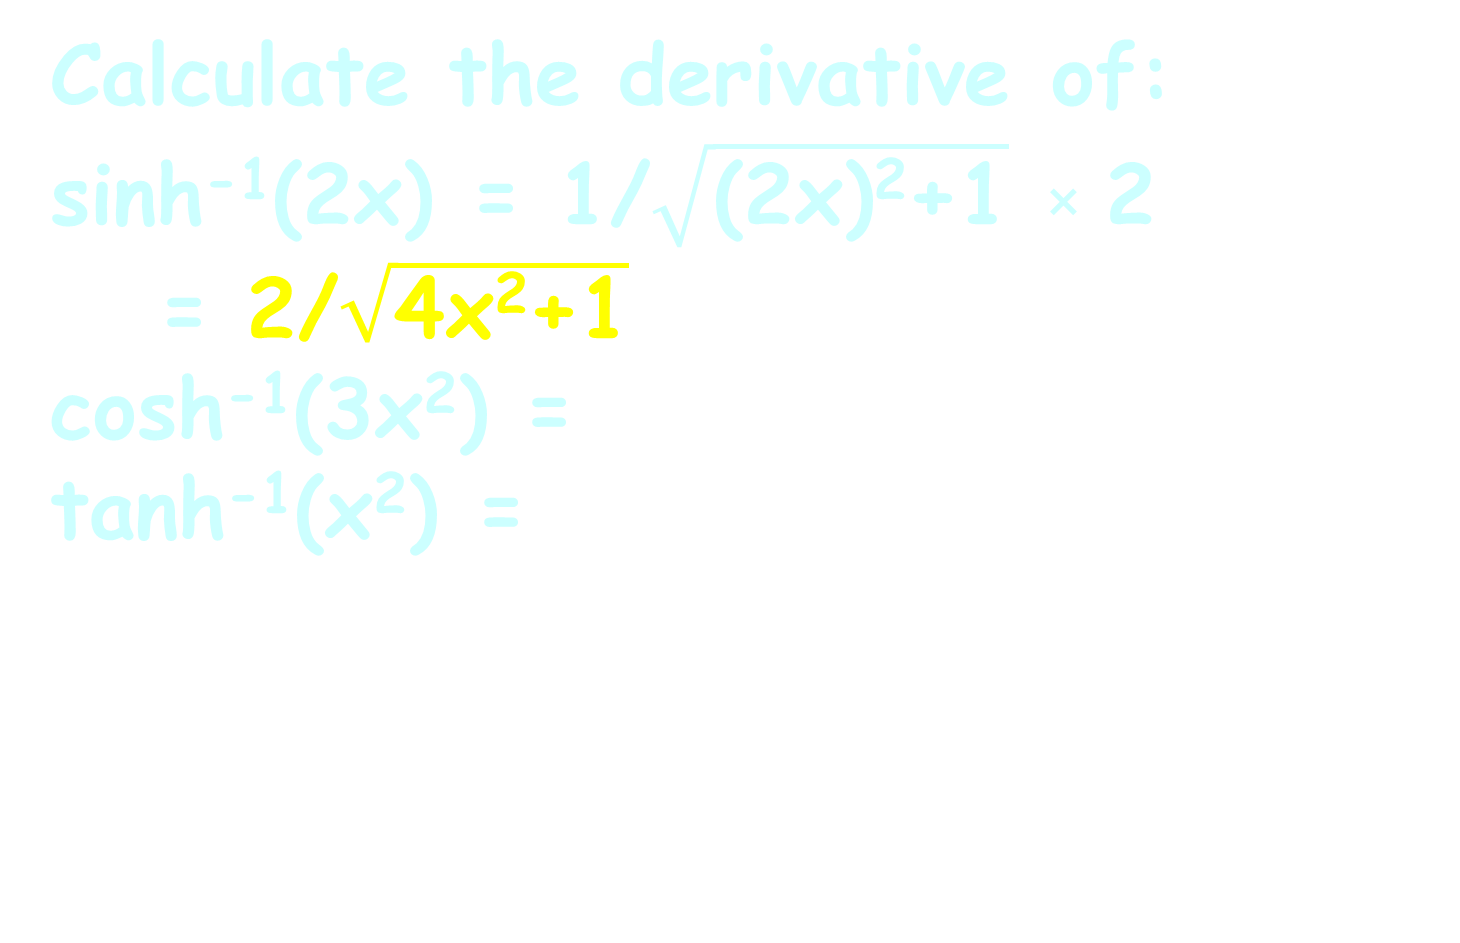 Calculate the derivative of:
sinh⁻¹(2x) = 1/√(2x)²+1 × 2
= 2/√4x²+1
cosh⁻¹(3x²) =
tanh⁻¹(x²) =